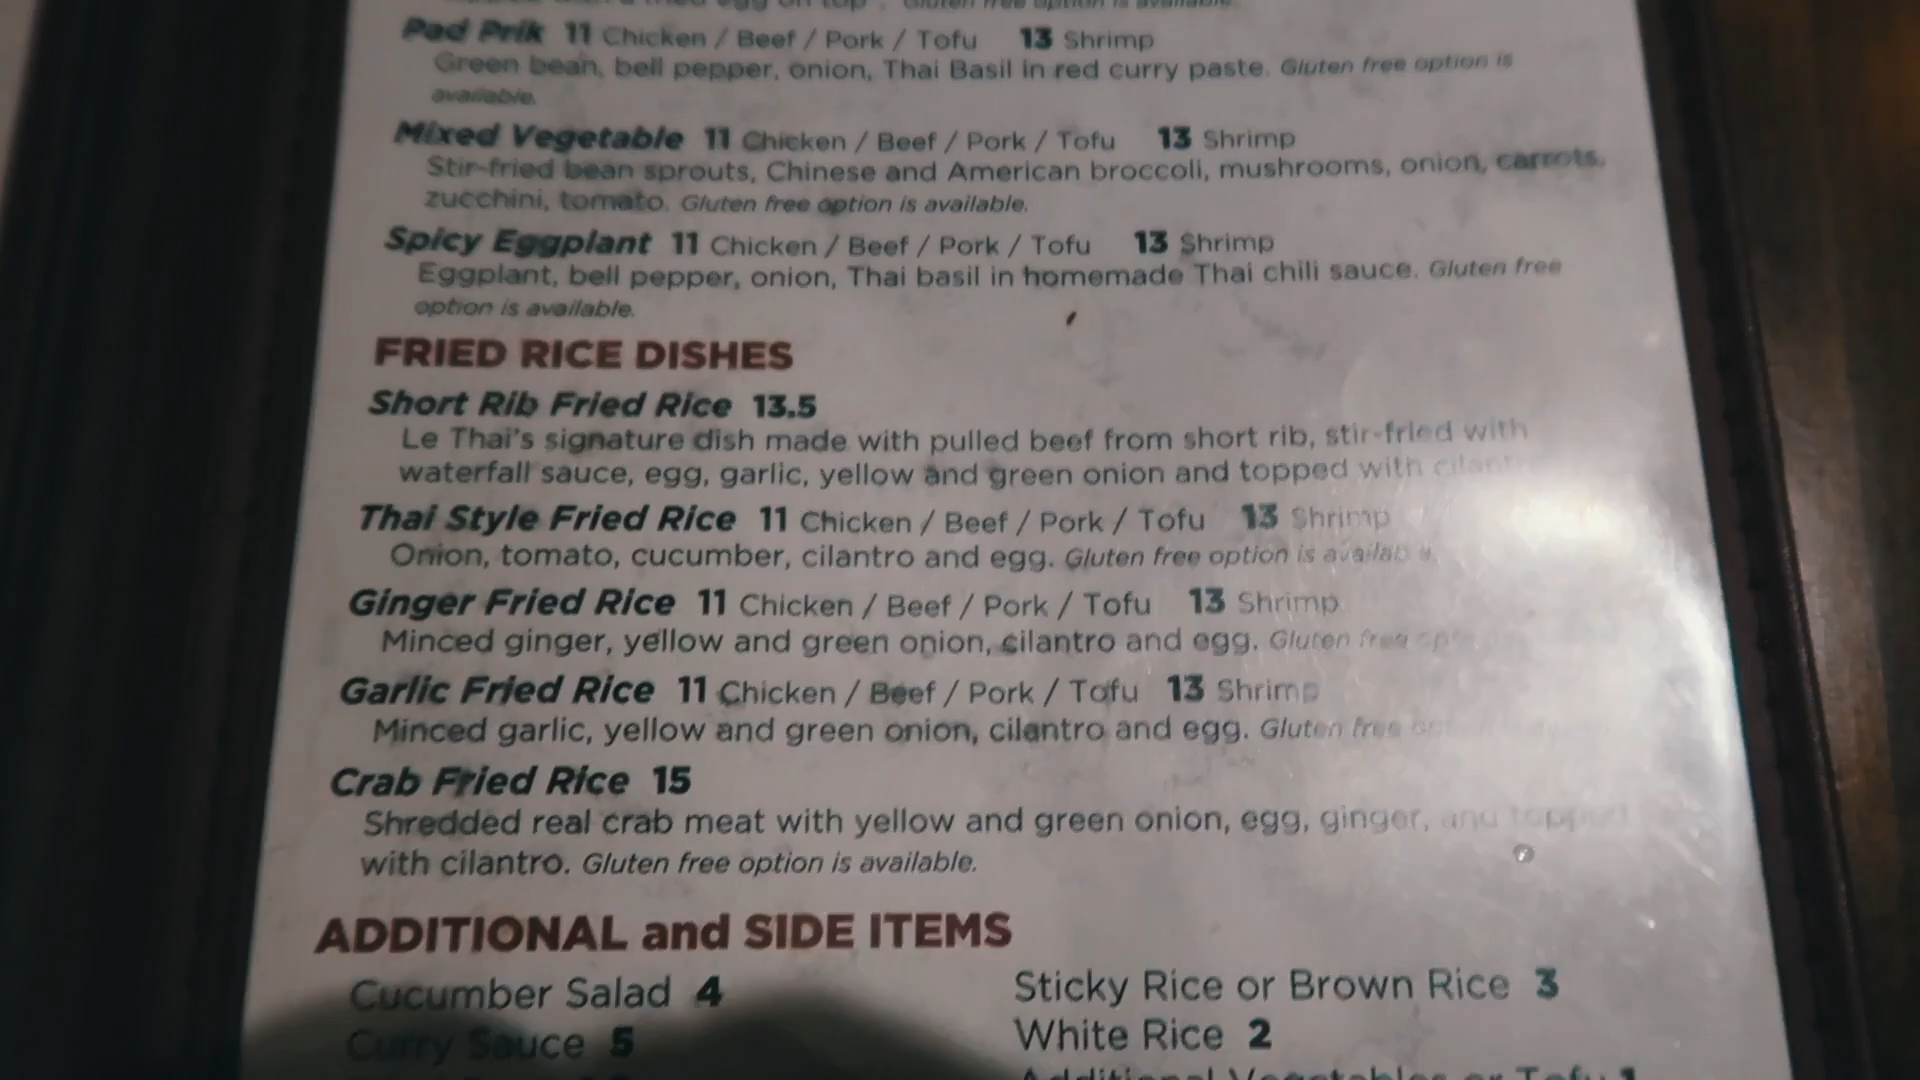 Pad Prik 11 Chicken / Beef / Pork / Tofu 13 Shrimp
Green bean, bell pepper, onion, Thai Basil in red curry paste. Gluten free option is
available.
Mixed Vegetable 11 Chicken / Beef / Pork / Tofu 13 Shrimp
Stir-fried bean sprouts, Chinese and American broccoli, mushrooms, onion, carrots,
zucchini, tomato. Gluten free option is available.
Spicy Eggplant 11 Chicken / Beef / Pork / Tofu 13 Shrimp
Eggplant, bell pepper, onion, Thai basil in homemade Thai chili sauce. Gluten free
option is available.
FRIED RICE DISHES
Short Rib Fried Rice 13.5
Le Thai's signature dish made with pulled beef from short rib, stir-fried with
waterfall sauce, egg, garlic, yellow and green onion and topped with
Thai Style Fried Rice 11 Chicken / Beef / Pork / Tofu 13 Shrimp
Onion, tomato, cucumber, cilantro and egg. Gluten free option is
Ginger Fried Rice 11 Chicken / Beef / Pork / Tofu 13 Shrimp
Minced ginger, yellow and green onion, cilantro and egg. Gluten free
Garlic Fried Rice 11 Chicken / Beef / Pork / Tofu 13 Shrimp
Minced garlic, yellow and green onion, cilantro and egg. Gluten free
Crab Fried Rice 15
Shredded real crab meat with yellow and green onion, egg, ginger, and topped
with cilantro. Gluten free option is available.
ADDITIONAL and SIDE ITEMS
Cucumber Salad 4
Curry Sauce 5
Sticky Rice or Brown Rice 3
White Rice 2
Additional Vegetables or Tofu 1